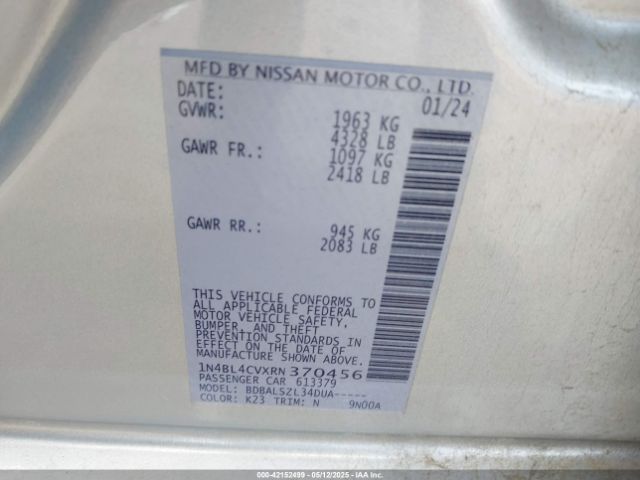 MFD BY NISSAN MOTOR CO., LTD.
DATE: 01/24
GVWR: 1963 KG
4328 LB
GAWR FR.: 1097 KG
2418 LB
GAWR RR.: 945 KG
2083 LB
THIS VEHICLE CONFORMS TO
ALL APPLICABLE FEDERAL
MOTOR VEHICLE SAFETY,
BUMPER, AND THEFT
PREVENTION STANDARDS IN
EFFECT ON THE DATE OF
MANUFACTURE SHOWN ABOVE.
1N4BL4CVXRN370456
PASSENGER CAR 613379
MODEL: BDBALSZL34DUA-----
COLOR: K23 TRIM: N 9N00A
000-42152499 - 05/12/2025 - IAA Inc.